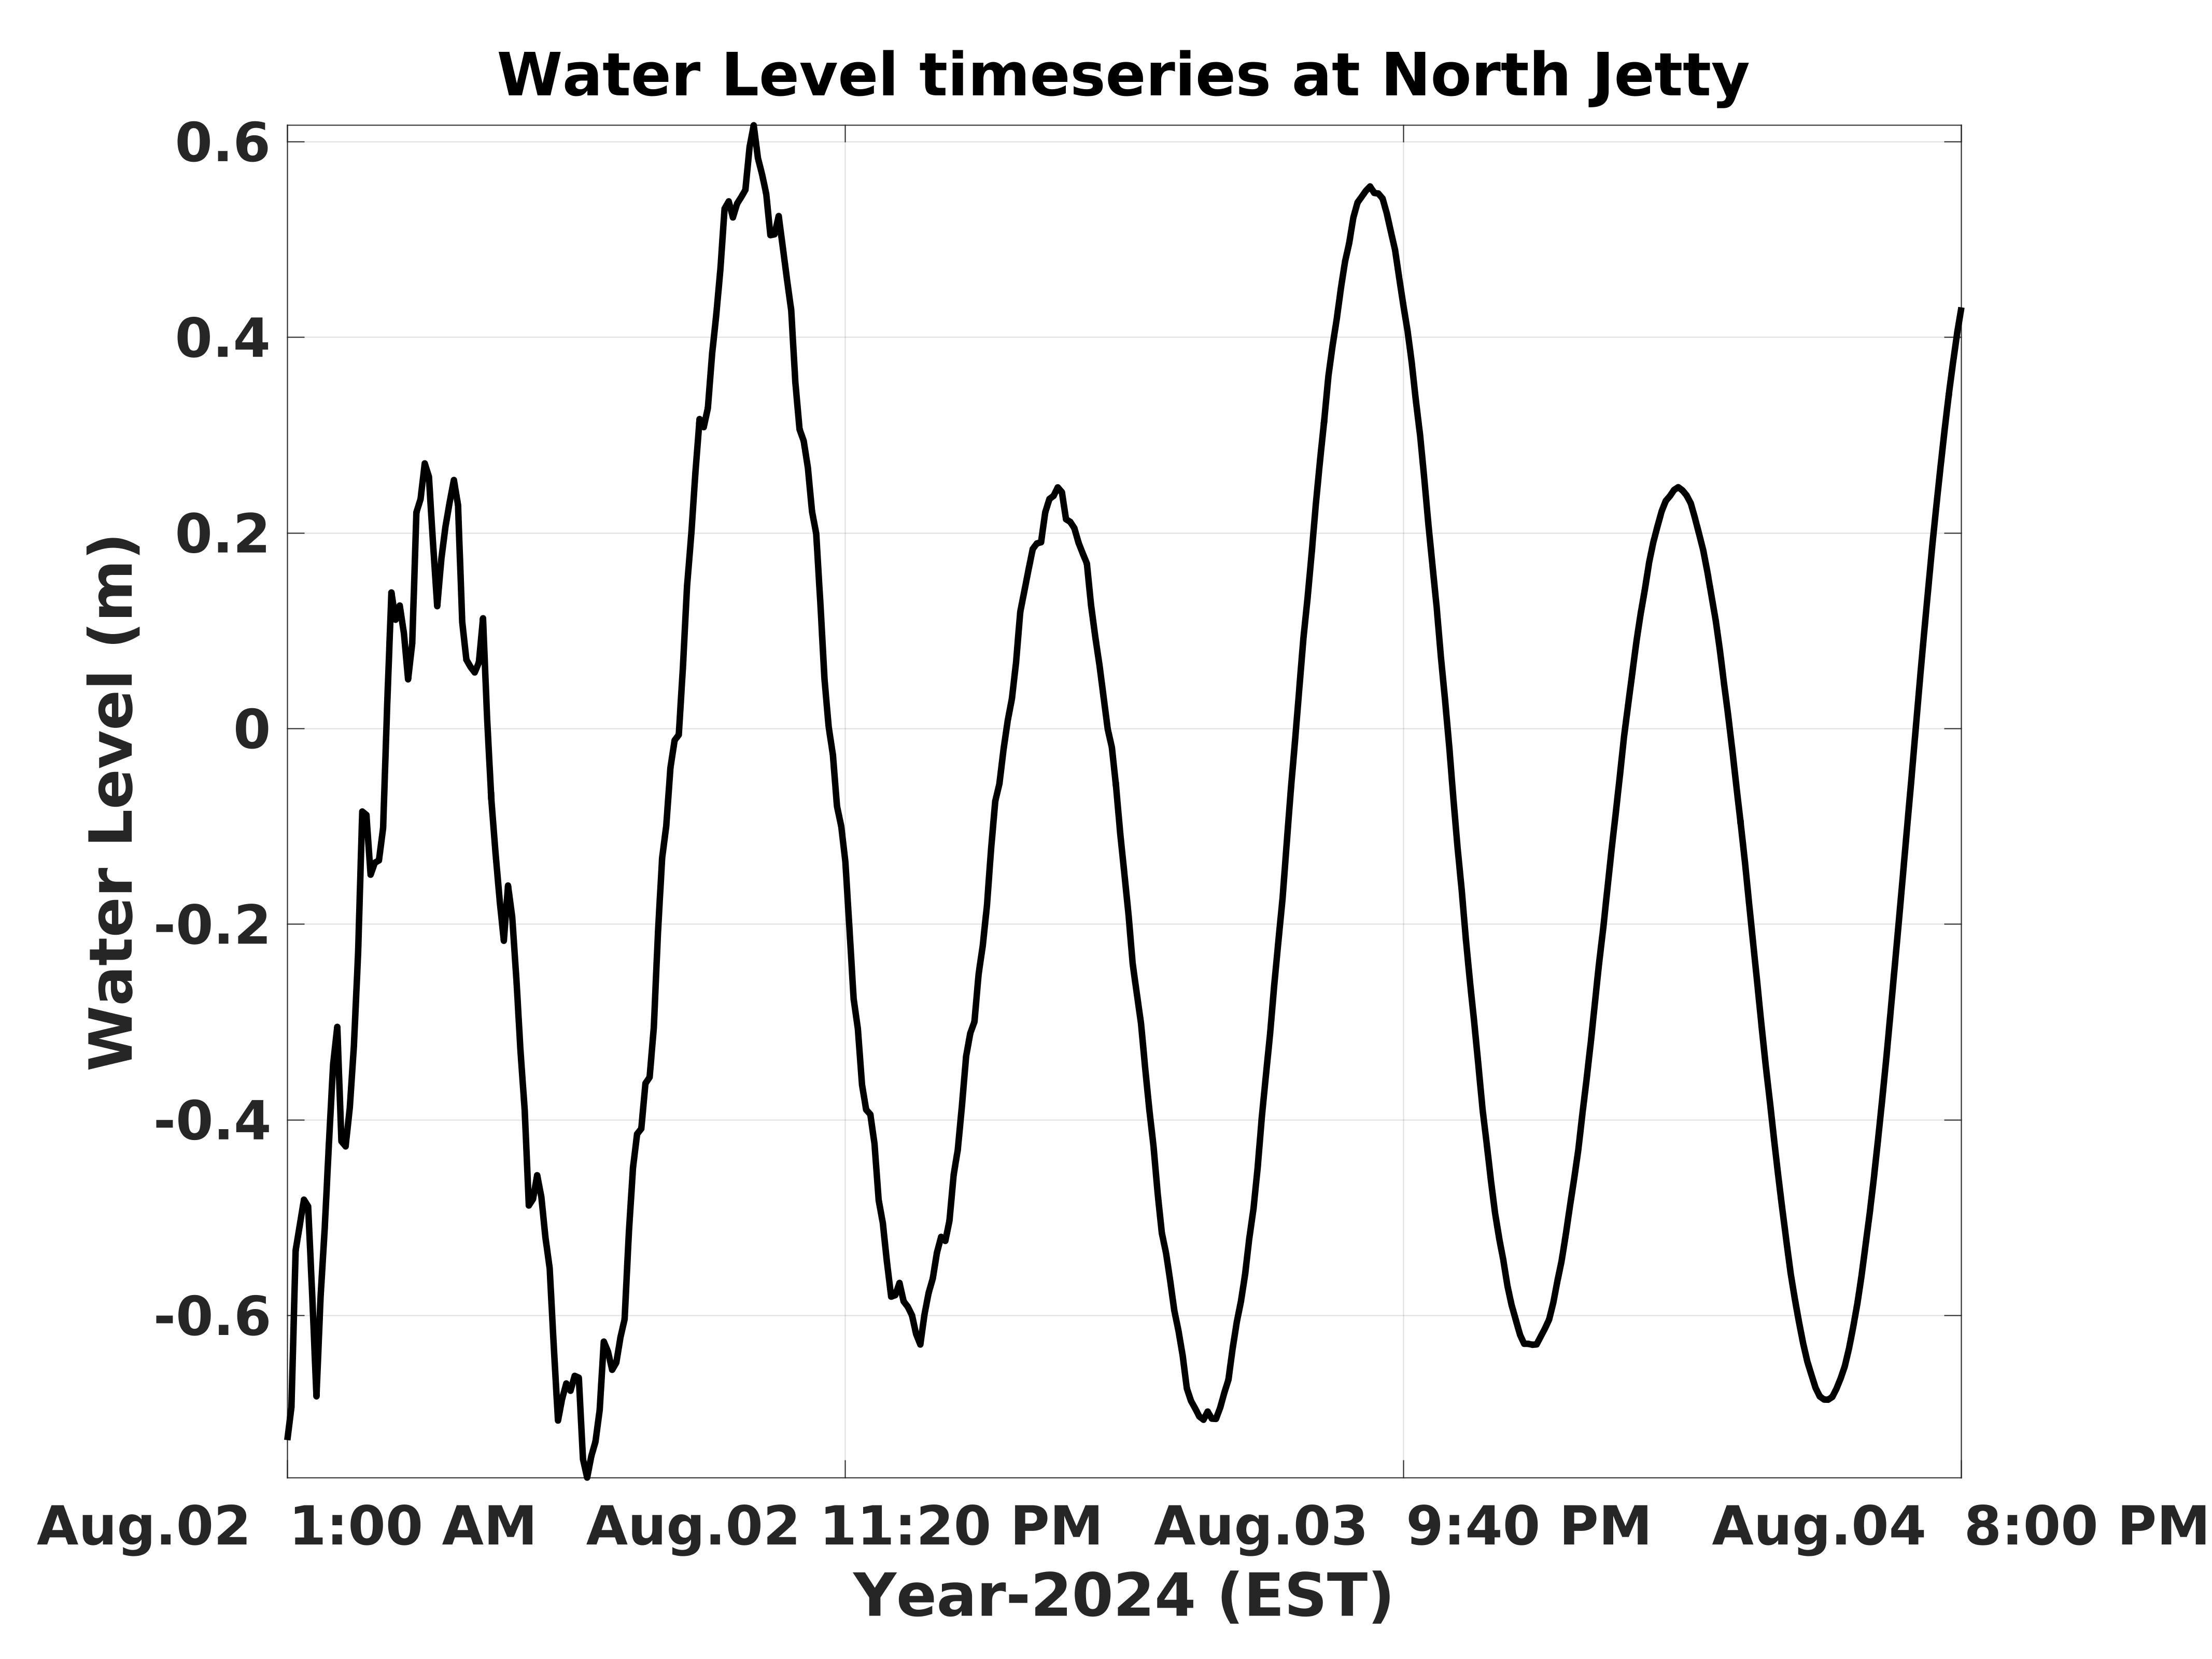 Water Level timeseries at North Jetty
Water Level (m)
0.6
0.4
0.2
0
-0.2
-0.4
-0.6
Aug.02  1:00 AM
Aug.02 11:20 PM
Aug.03  9:40 PM
Aug.04  8:00 PM
Year-2024 (EST)